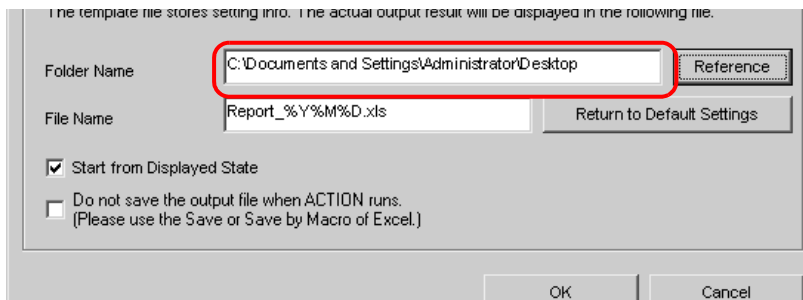 The template file stores setting info. The actual output result will be displayed in the following file.
Folder Name C:\Documents and Settings\Administrator\Desktop Reference
File Name Report_%Y%M%D.xls Return to Default Settings
Start from Displayed State
Do not save the output file when ACTION runs.
(Please use the Save or Save by Macro of Excel.)
OK Cancel